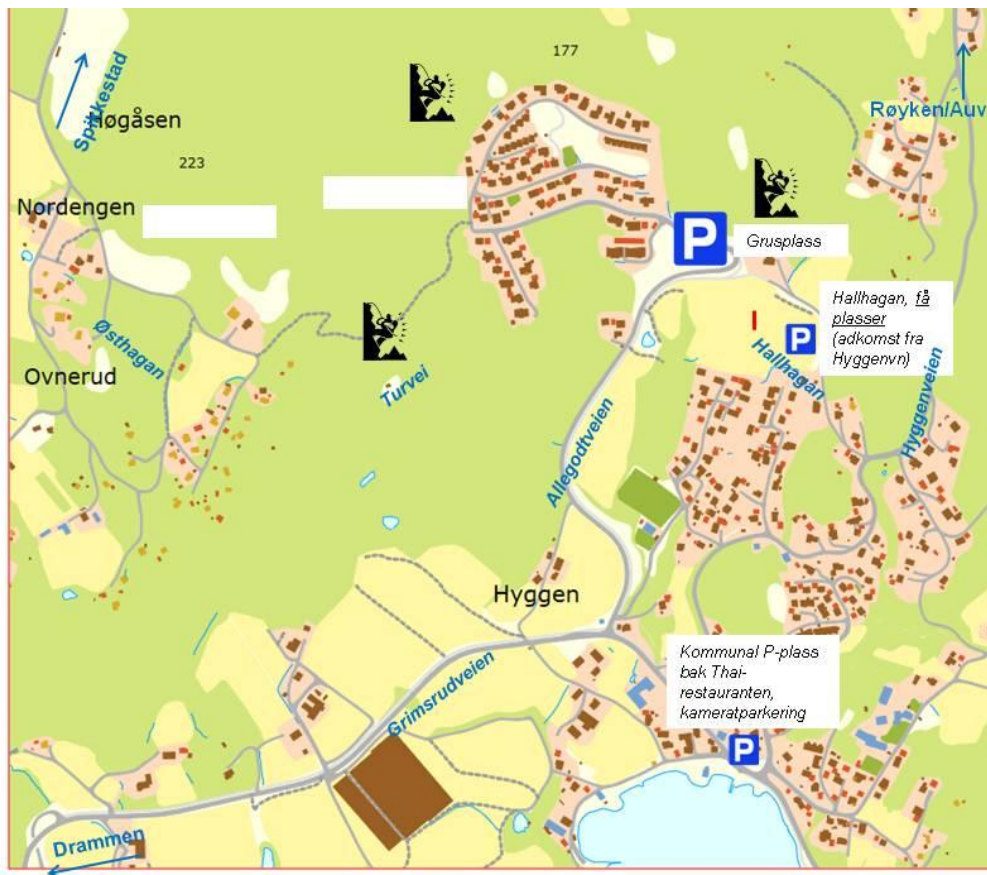 177
Spikkestad
Høgåsen
Røyken/Auv
223
Nordengen
P
Grusplass
Hallhagan, få
plasser
(adkomst fra
Hyggenvn)
P
Østhagan
Hallhagan
Ovnerud
Turvei
Hyggenveien
Allegodtveien
Hyggen
Kommunal P-plass
bak Thai-
restauranten,
kameratparkering
Grimsrudveien
P
Drammen